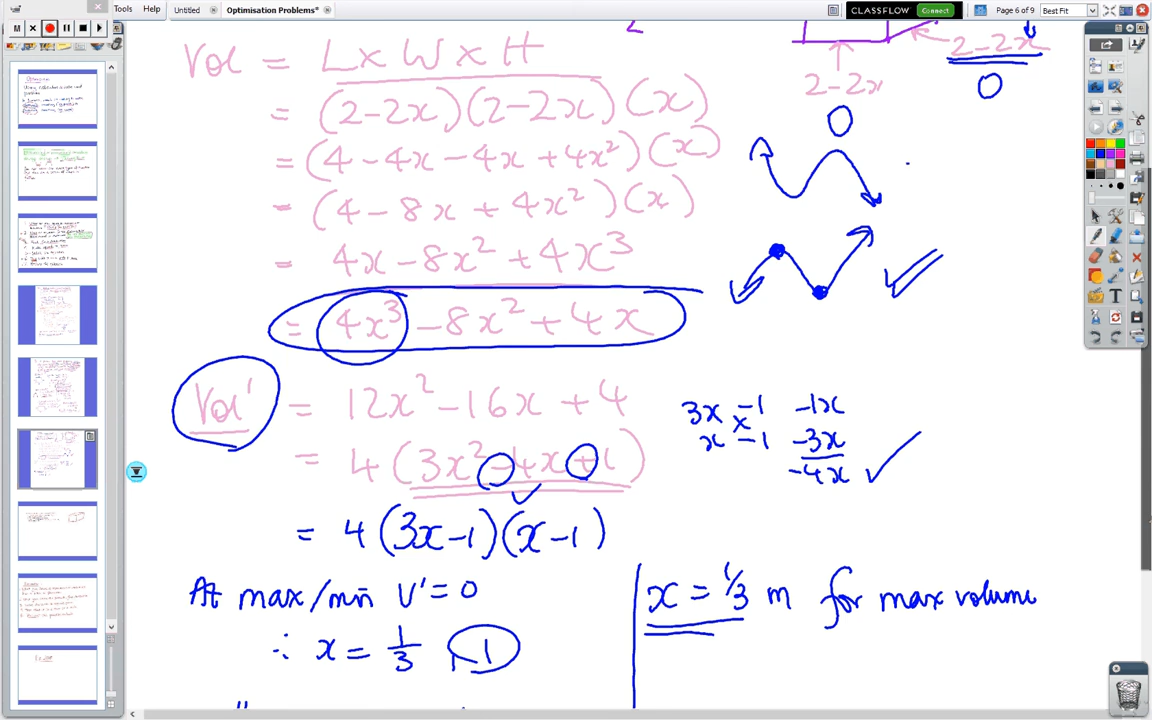 Tools Help Untitled Optimisation Problems* CLASSFLOW Connect Page 6 of 9 Best Fit
Vol = L x W x H
2-2x
2-2x
0
= (2-2x)(2-2x)(x)
0
= (4 - 4x - 4x + 4x²)(x)
= (4 - 8x + 4x²)(x)
= 4x - 8x² + 4x³
= 4x³ - 8x² + 4x
Vol' = 12x² - 16x + 4
3x -1 -1x
x
x -1 -3x
-4x
= 4(3x² - 4x + 1)
= 4(3x-1)(x-1)
At max/min V' = 0
∴ x = 1/3, 1
x = 1/3 m for max volume